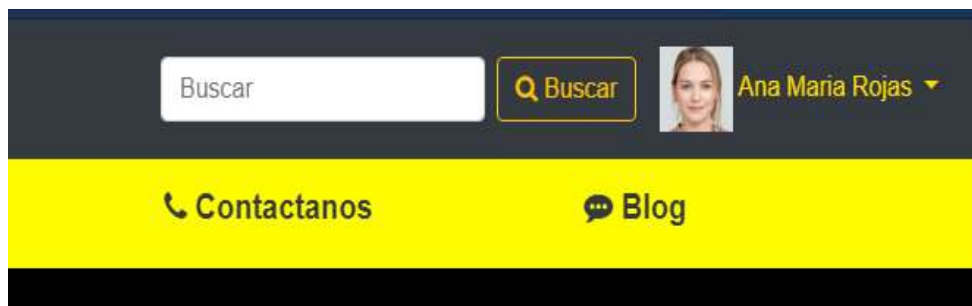 Buscar
Buscar
Ana Maria Rojas
Contactanos
Blog